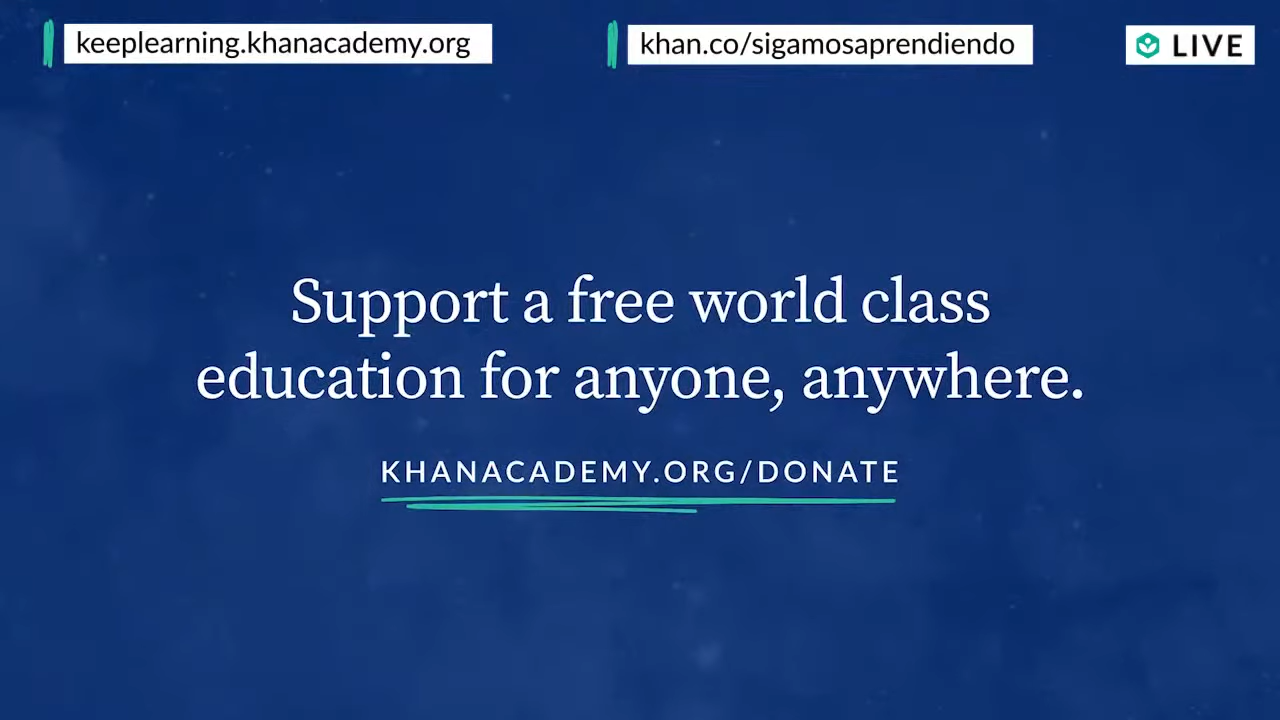 keeplearning.khanacademy.org
khan.co/sigamosaprendiendo
LIVE
Support a free world class
education for anyone, anywhere.
KHANACADEMY.ORG/DONATE